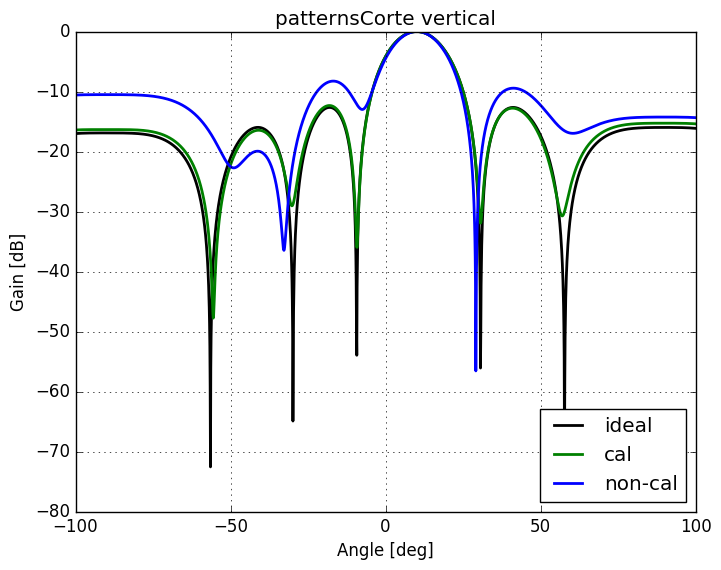 patternsCorte vertical
0
−10
−20
−30
−40
−50
−60
−70
−80
Gain [dB]
ideal
cal
non-cal
−100
−50
0
50
100
Angle [deg]